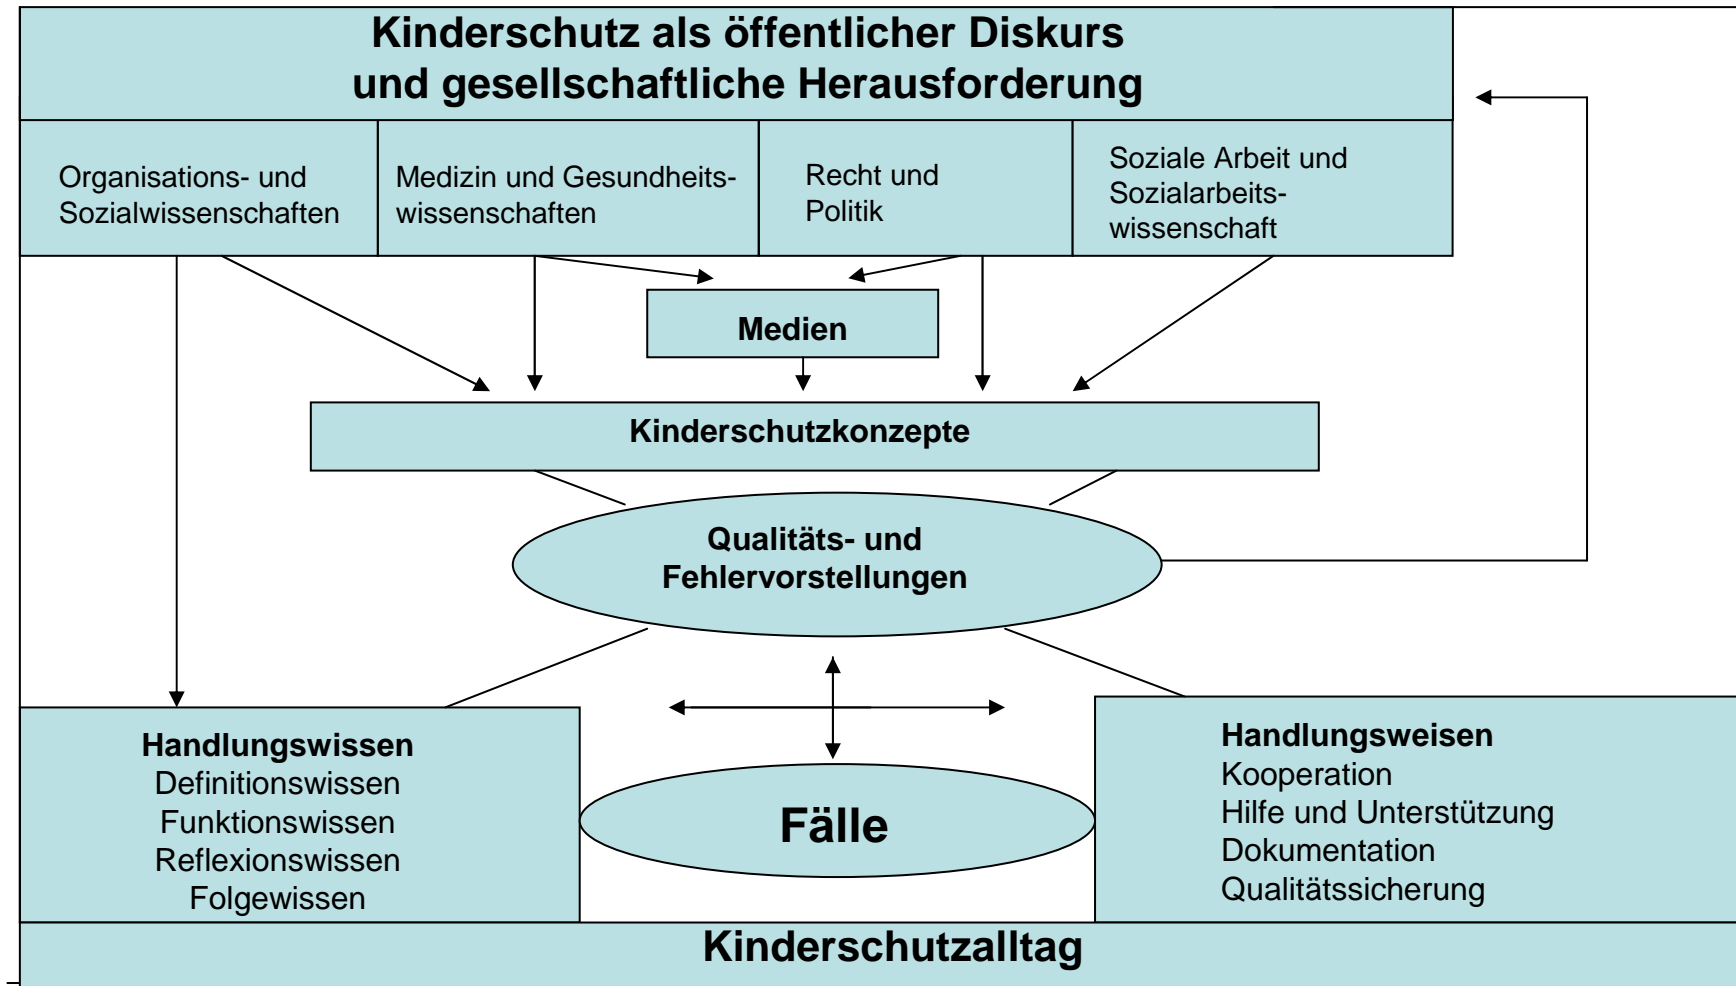 Kinderschutz als öffentlicher Diskurs
und gesellschaftliche Herausforderung
Organisations- und
Sozialwissenschaften
Medizin und Gesundheits-
wissenschaften
Recht und
Politik
Soziale Arbeit und
Sozialarbeits-
wissenschaft
Medien
Kinderschutzkonzepte
Qualitäts- und
Fehlervorstellungen
Handlungswissen
Definitionswissen
Funktionswissen
Reflexionswissen
Folgewissen
Fälle
Handlungsweisen
Kooperation
Hilfe und Unterstützung
Dokumentation
Qualitätssicherung
Kinderschutzalltag